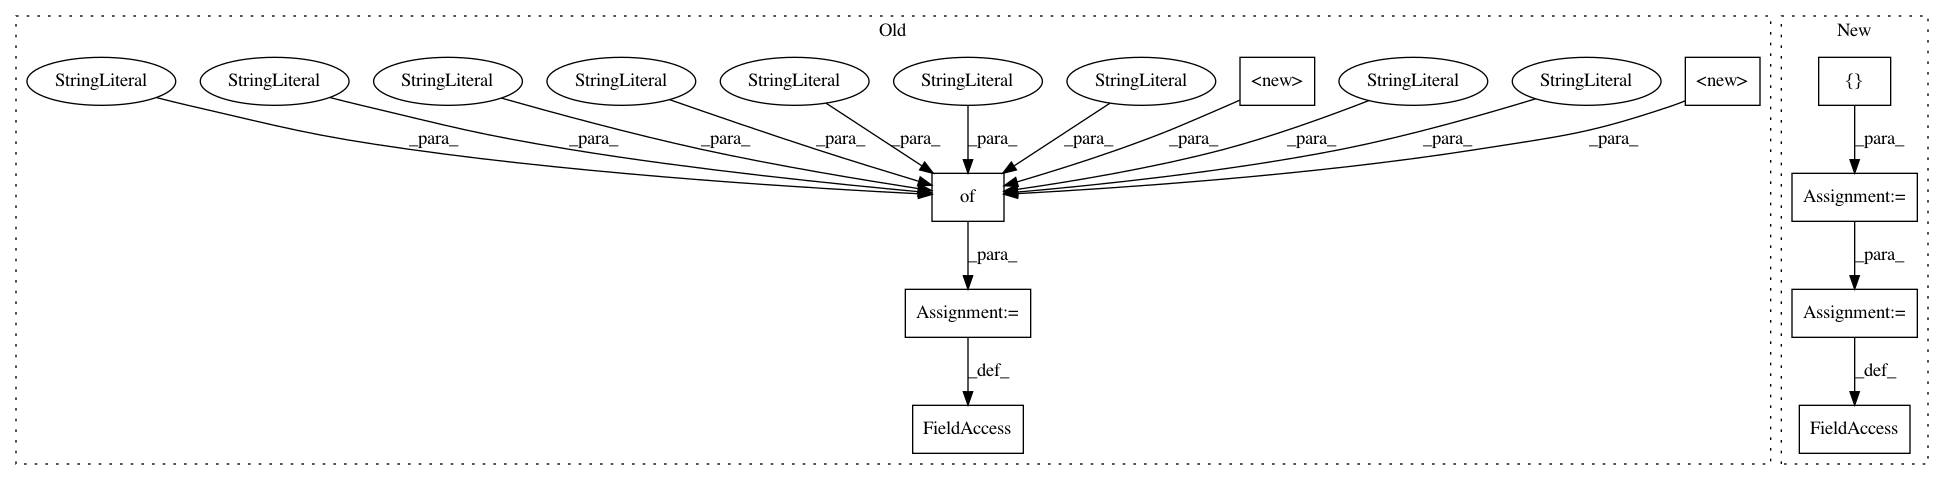 Old
New
StringLiteral StringLiteral StringLiteral StringLiteral StringLiteral StringLiteral StringLiteral <new> StringLiteral StringLiteral <new> {}
_para_ _para_ _para_ _para_ _para_ _para_ _para_ _para_ _para_ _para_ _para_ _para_
of Assignment:=
_para_ _para_
Assignment:= Assignment:=
_def_ _def_
FieldAccess FieldAccess